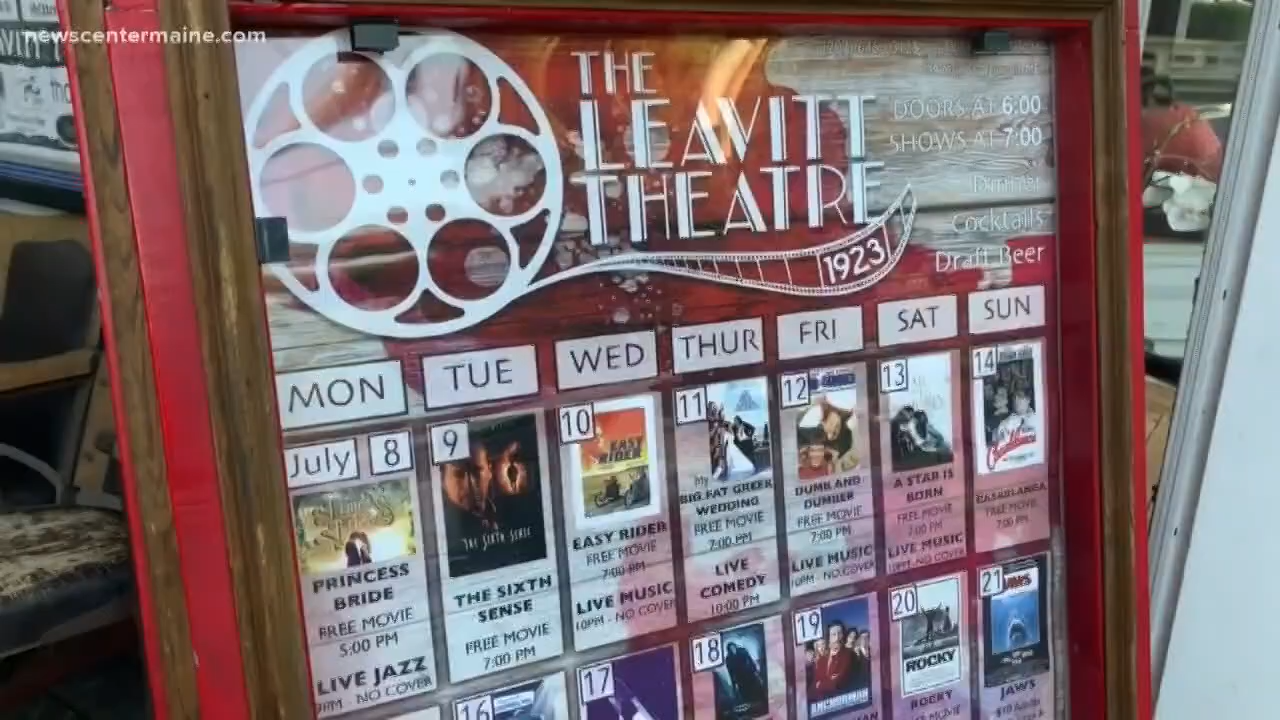 newscentermaine.com
THE
LEAVITT
THEATRE
1923
DOORS AT 6:00
SHOWS AT 7:00
Dinner
Cocktails
Draft Beer
MON TUE WED THUR FRI SAT SUN
July 8
PRINCESS
BRIDE
FREE MOVIE
5:00 PM
LIVE JAZZ
PM - NO COVER
9
THE SIXTH SENSE
THE SIXTH
SENSE
FREE MOVIE
7:00 PM
10
EASY
RIDER
EASY RIDER
FREE MOVIE
7:00 PM
LIVE MUSIC
10PM - NO COVER
11
My
BIG FAT GREEK
WEDDING
FREE MOVIE
7:00 PM
LIVE
COMEDY
10:00 PM
12
DUMB AND
DUMBER
FREE MOVIE
7:00 PM
LIVE MUSIC
10PM - NO COVER
13
A STAR IS
BORN
FREE MOVIE
7:00 PM
LIVE MUSIC
10PM - NO COVER
14
Casablanca
CASABLANCA
FREE MOVIE
7:00 PM
16
17
18
19
ANCHORMAN
20
ROCKY
ROCKY
21
JAWS
JAWS